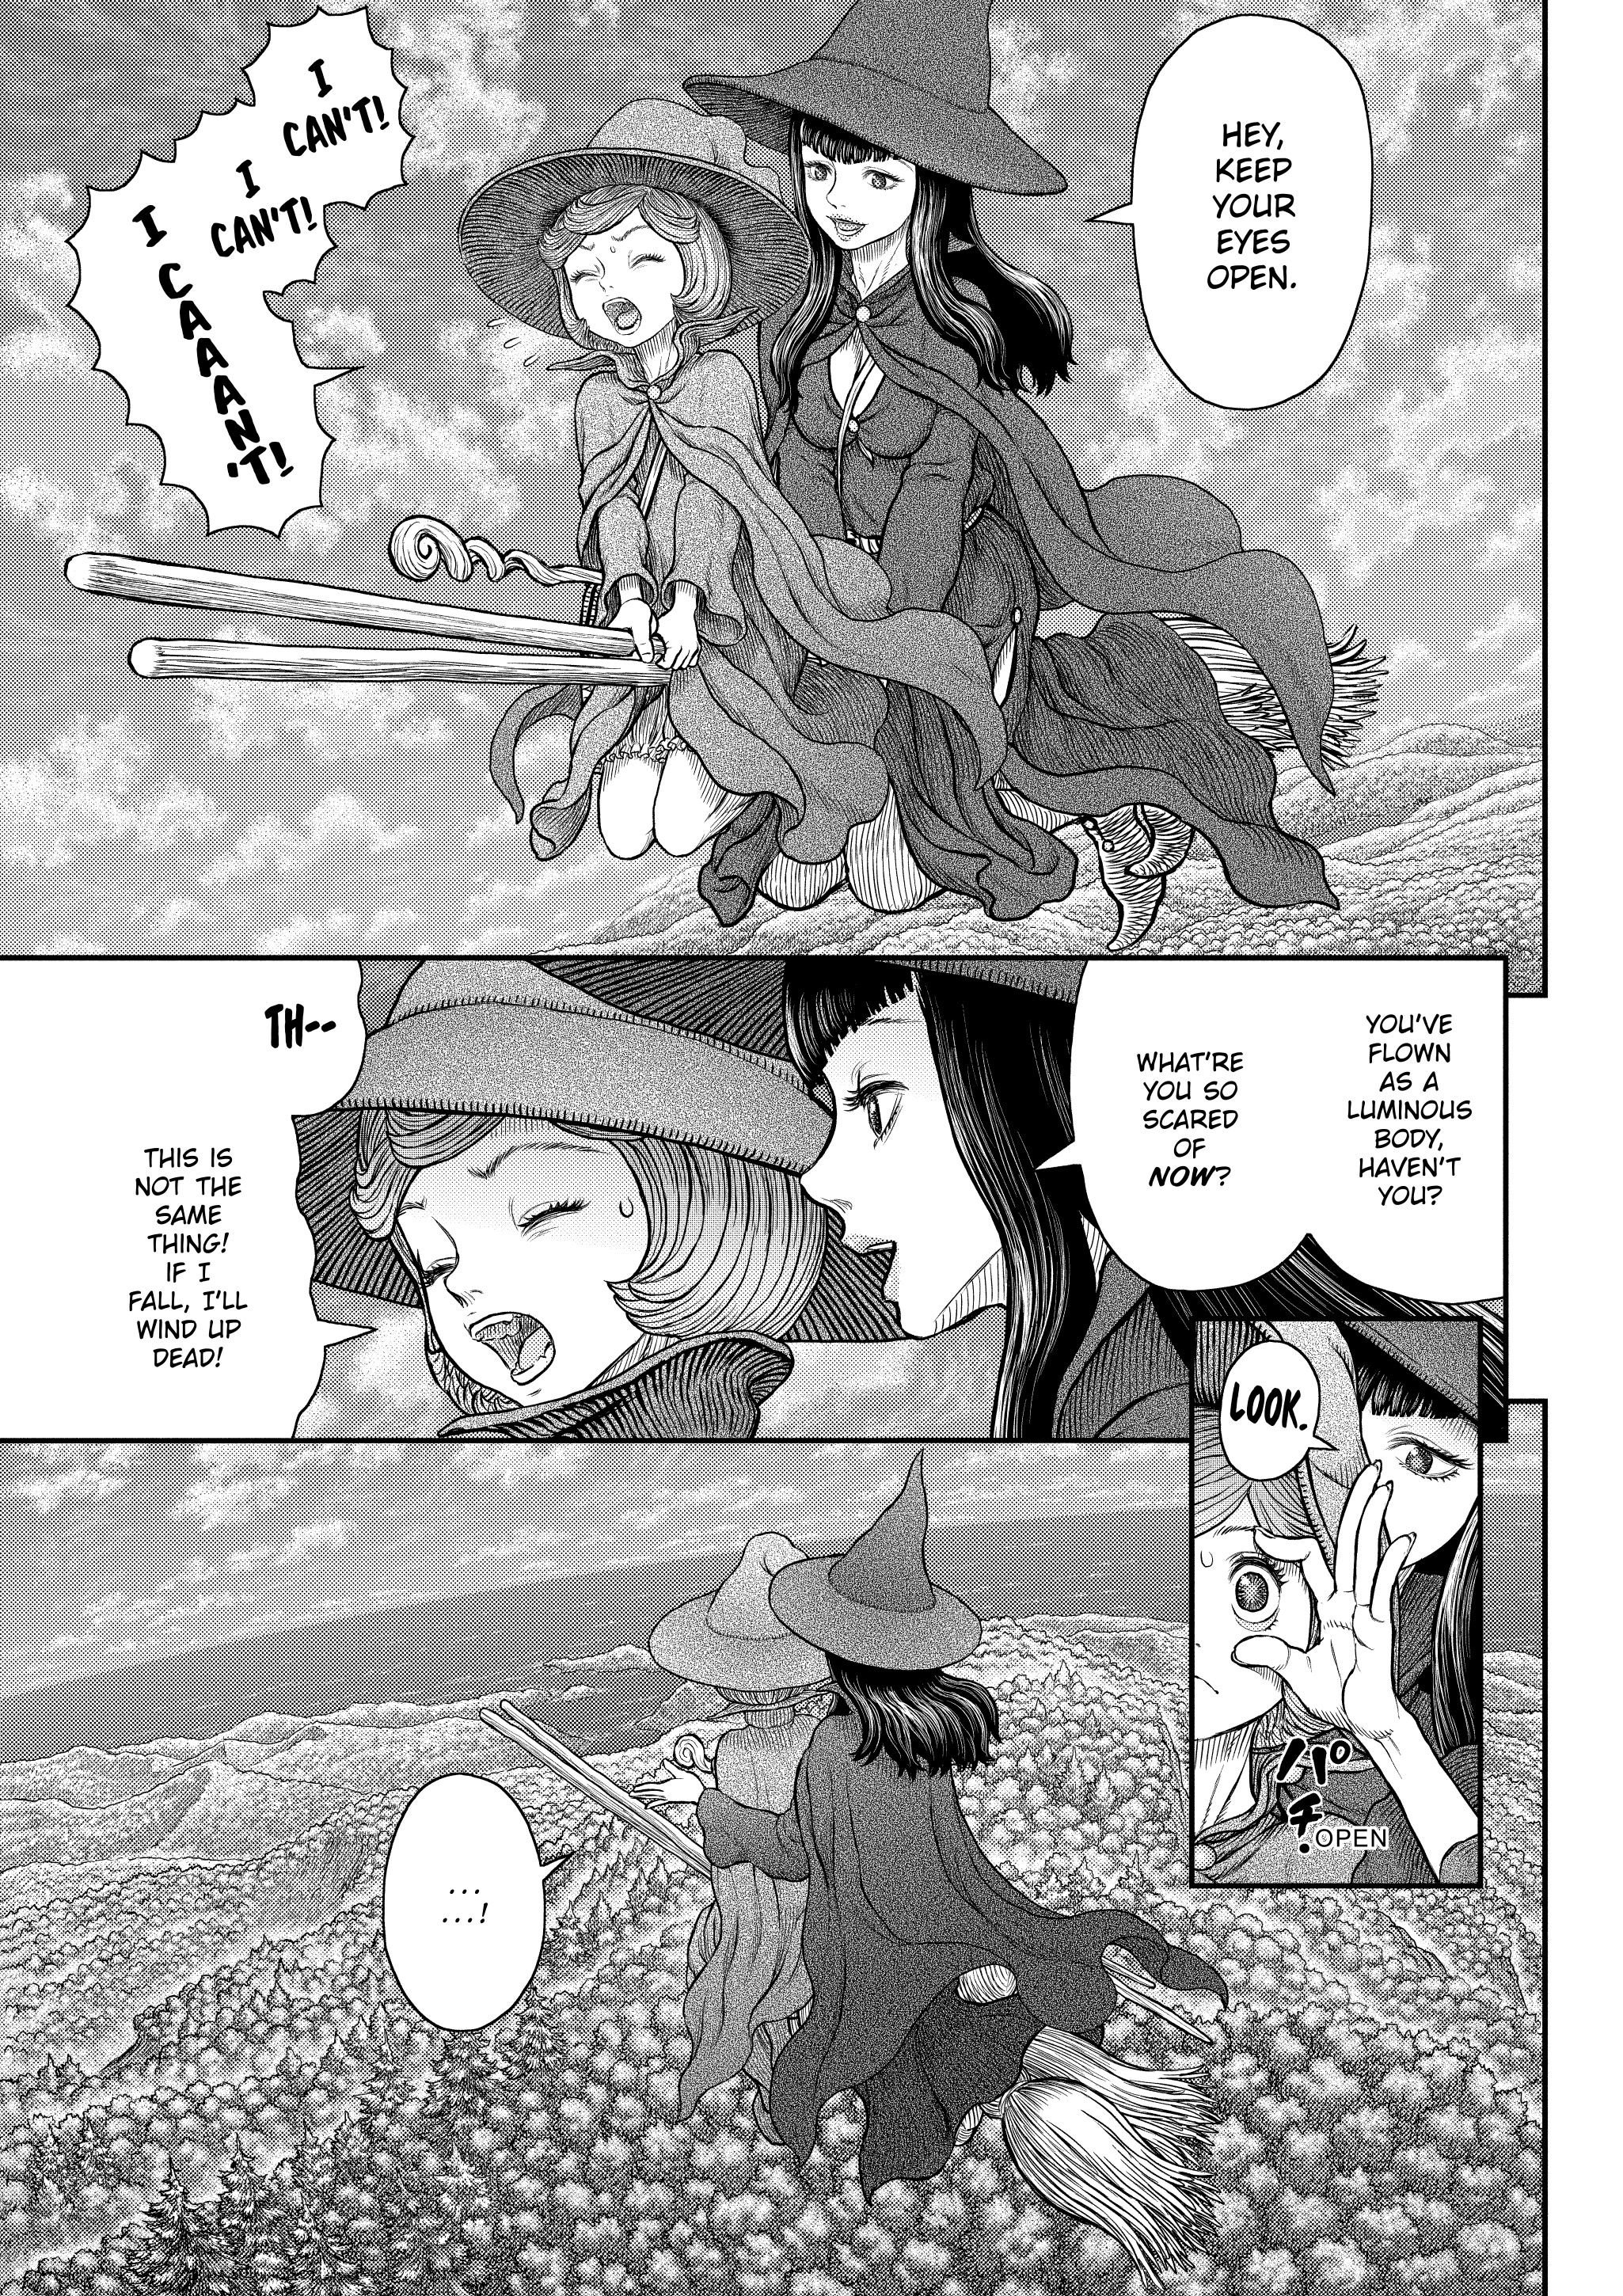 HEY,
KEEP
YOUR
EYES
OPEN.
I
CAN'T!
I
CAN'T!
I
CAAAAN
'T!
YOU'VE
FLOWN
AS A
LUMINOUS
BODY,
HAVEN'T
YOU?
WHAT'RE
YOU SO
SCARED
OF
NOW?
TH--
THIS IS
NOT THE
SAME
THING!
IF I
FALL, I'LL
WIND UP
DEAD!
LOOK.
パチ
OPEN
...
...!